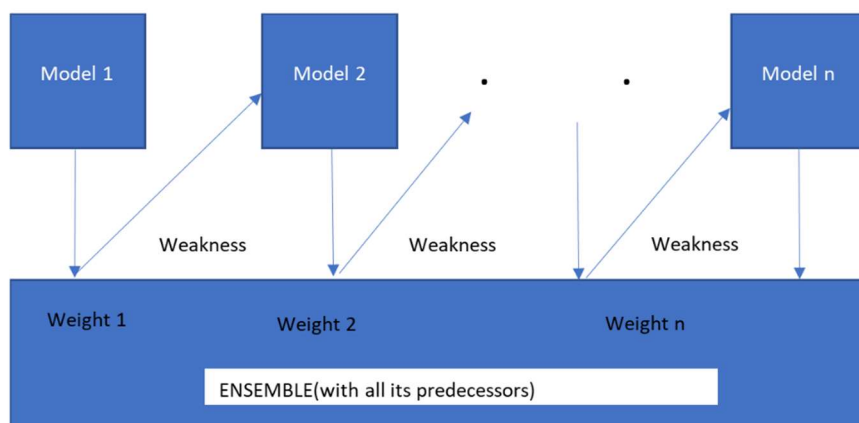 Model 1
Model 2
.
.
Model n
Weakness
Weakness
Weakness
Weight 1
Weight 2
Weight n
ENSEMBLE(with all its predecessors)